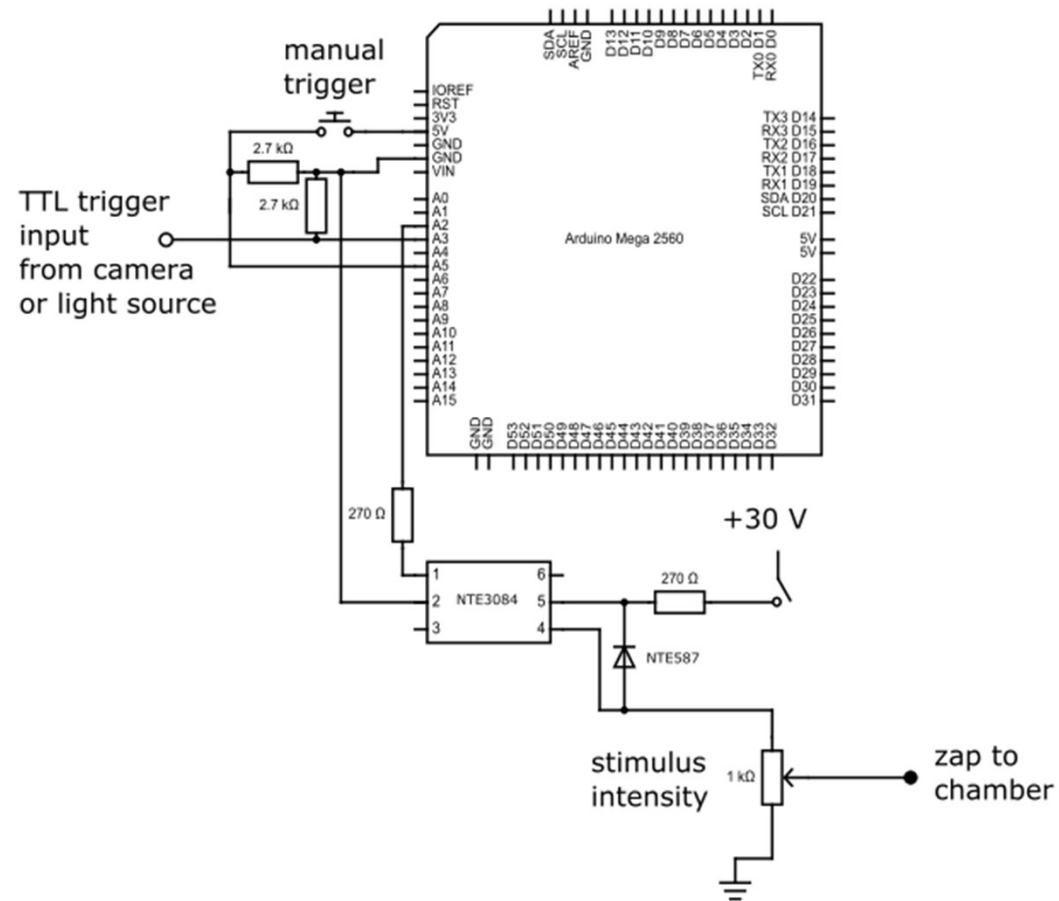 manual
trigger
TTL trigger
input
from camera
or light source
2.7 kΩ
2.7 kΩ
SDA
SCL
AREF
GND
D13
D12
D11
D10
D9
D8
D7
D6
D5
D4
D3
D2
TX0 D1
RX0 D0
IOREF
RST
3V3
5V
GND
GND
VIN
A0
A1
A2
A3
A4
A5
A6
A7
A8
A9
A10
A11
A12
A13
A14
A15
Arduino Mega 2560
TX3 D14
RX3 D15
TX2 D16
RX2 D17
TX1 D18
RX1 D19
SDA D20
SCL D21
5V
5V
D22
D23
D24
D25
D26
D27
D28
D29
D30
D31
GND
GND
D53
D52
D51
D50
D49
D48
D47
D46
D45
D44
D43
D42
D41
D40
D39
D38
D37
D36
D35
D34
D33
D32
270 Ω
1
2
3
NTE3084
6
5
4
270 Ω
+30 V
NTE587
stimulus
intensity
1 kΩ
zap to
chamber